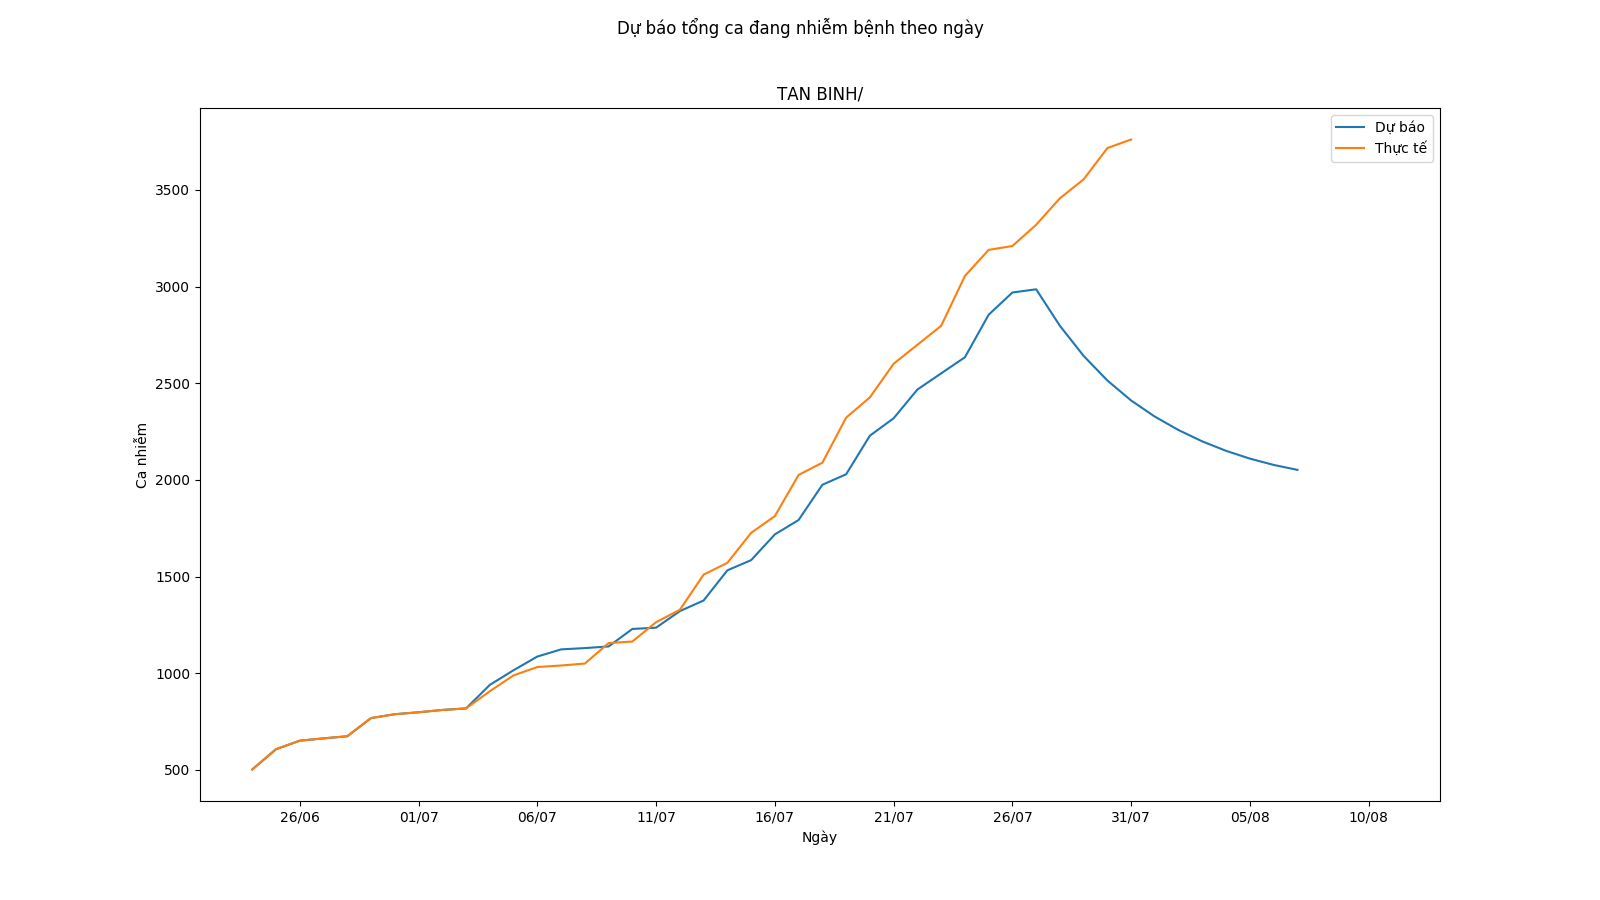 Dự báo tổng ca đang nhiễm bệnh theo ngày
TAN BINH/
Dự báo
Thực tế
3500
3000
2500
2000
1500
1000
500
Ca nhiễm
26/06 01/07 06/07 11/07 16/07 21/07 26/07 31/07 05/08 10/08
Ngày